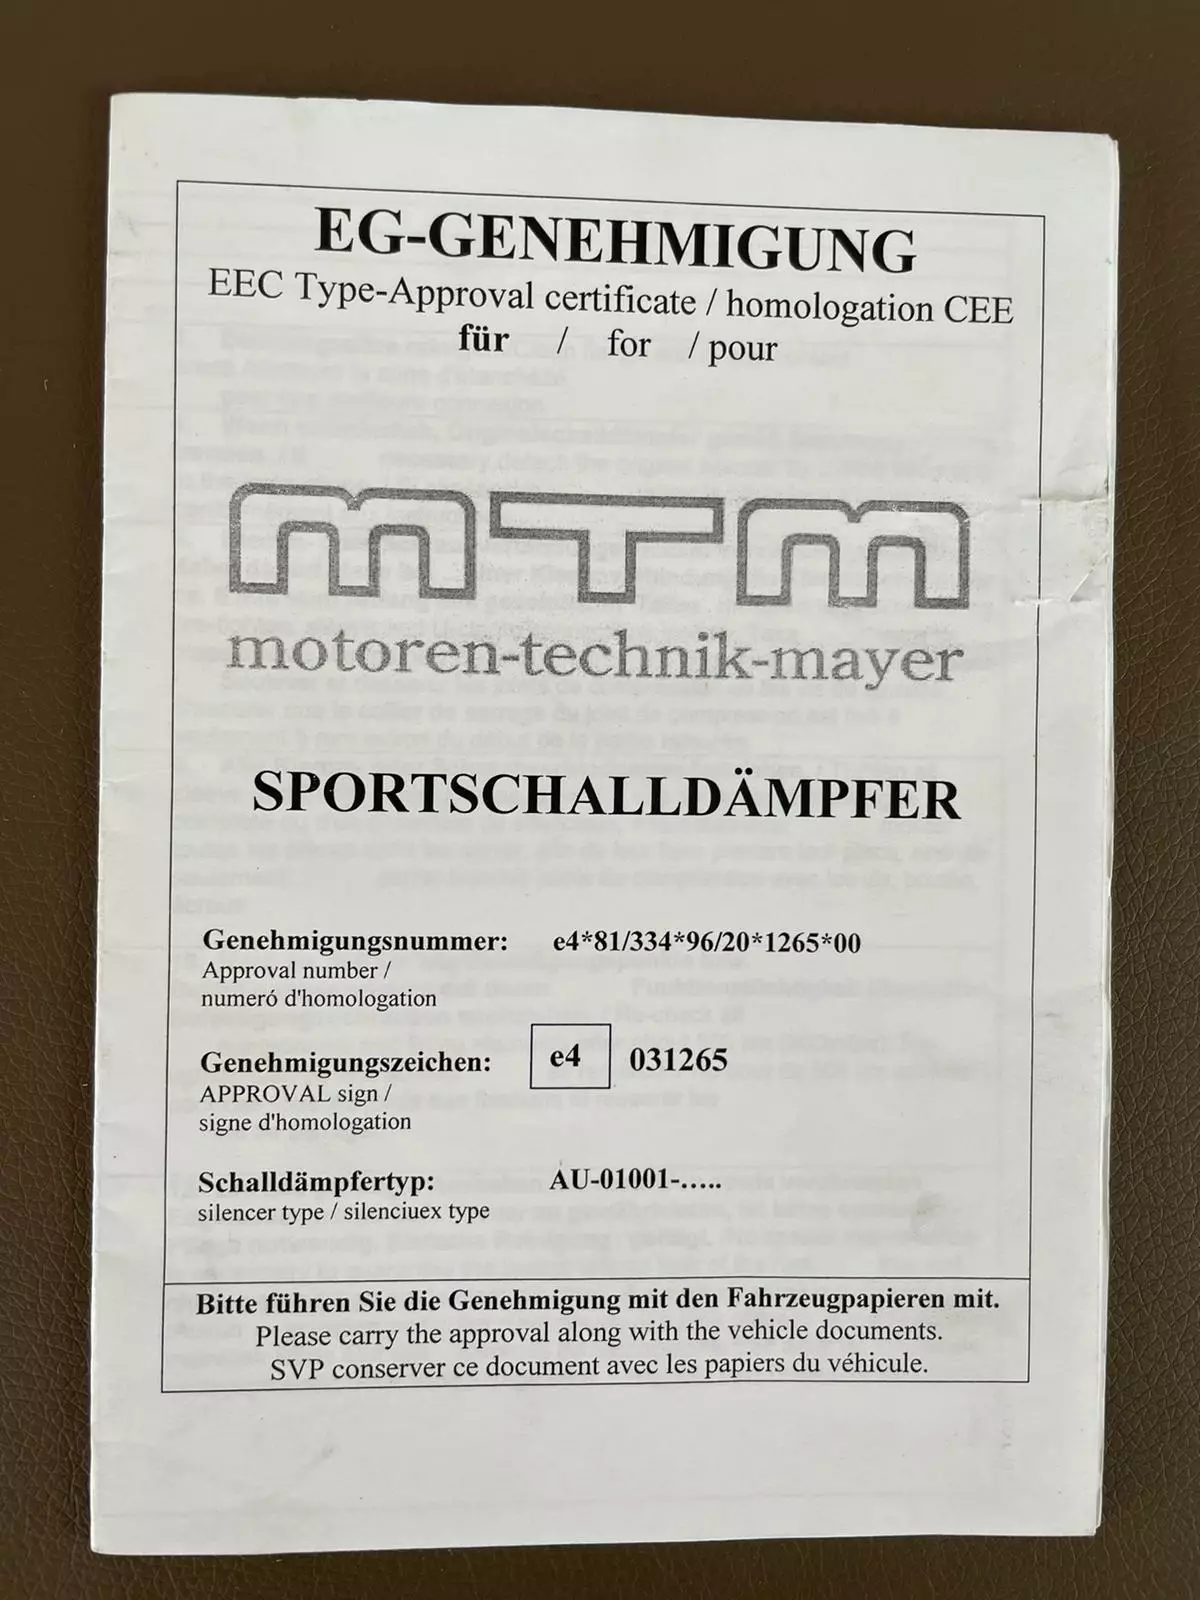 EG-GENEHMIGUNG
EEC Type-Approval certificate / homologation CEE
für / for / pour
mTm
motoren-technik-mayer
SPORTSCHALLDÄMPFER
Genehmigungsnummer: e4*81/334*96/20*1265*00
Approval number /
numeró d'homologation
Genehmigungszeichen: e4 031265
APPROVAL sign /
signe d'homologation
Schalldämpfertyp: AU-01001-.....
silencer type / silenciuex type
Bitte führen Sie die Genehmigung mit den Fahrzeugpapieren mit.
Please carry the approval along with the vehicle documents.
SVP conserver ce document avec les papiers du véhicule.